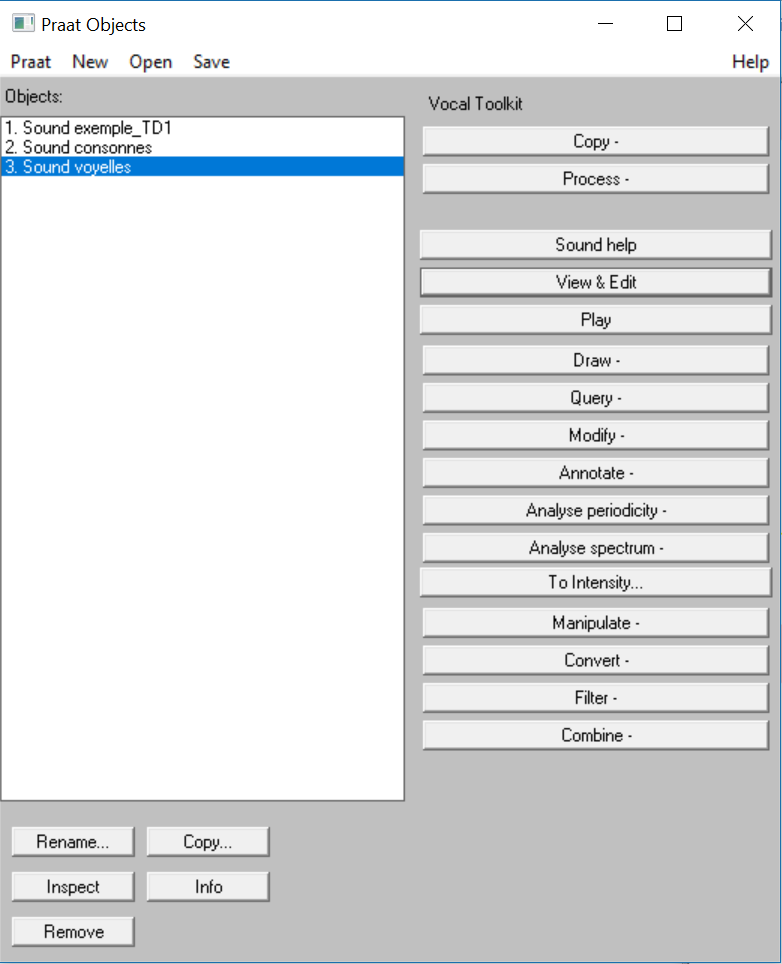 Praat Objects
Praat New Open Save Help
Objects:
1. Sound exemple_TD1
2. Sound consonnes
3. Sound voyelles
Vocal Toolkit
Copy -
Process -
Sound help
View & Edit
Play
Draw -
Query -
Modify -
Annotate -
Analyse periodicity -
Analyse spectrum -
To Intensity...
Manipulate -
Convert -
Filter -
Combine -
Rename... Copy...
Inspect Info
Remove